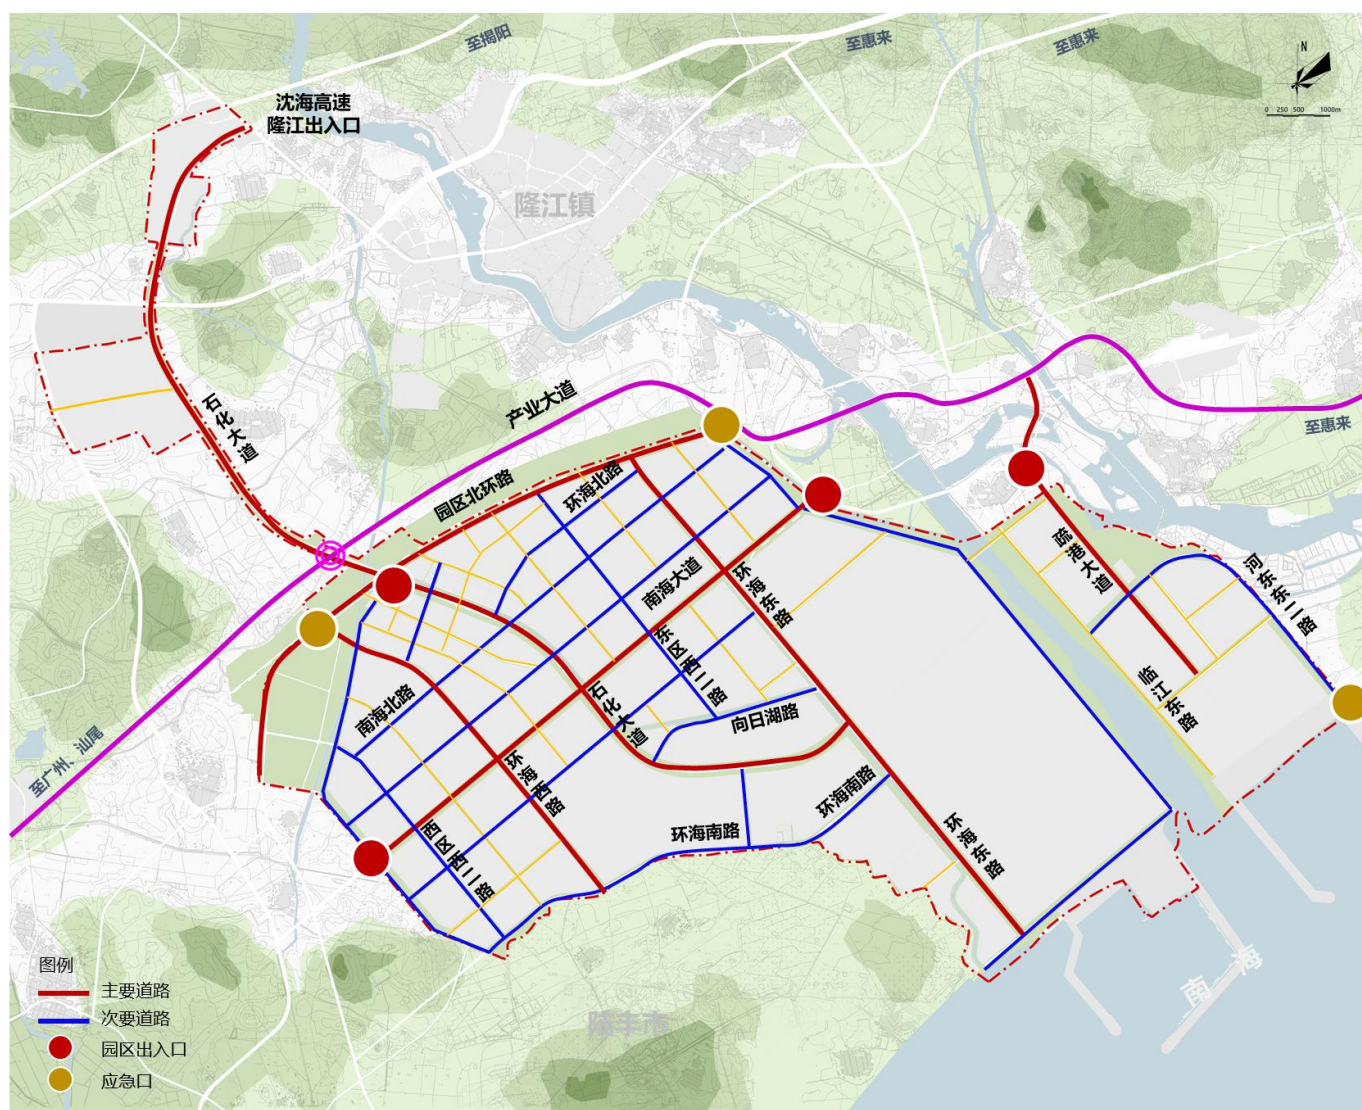 至揭阳
至惠来
至惠来
N
0 250 500 1000m
沈海高速
隆江出入口
隆江镇
石化大道
产业大道
至惠来
园区北环路
环海北路
疏港大道
河东东二路
南海大道
环海东路
东区西二路
临江东路
南海北路
石化大道
向日湖路
至广州、汕尾
环海西路
环海南路
环海南路
西区西二路
环海东路
南海
陆丰市
图例
主要道路
次要道路
园区出入口
应急口